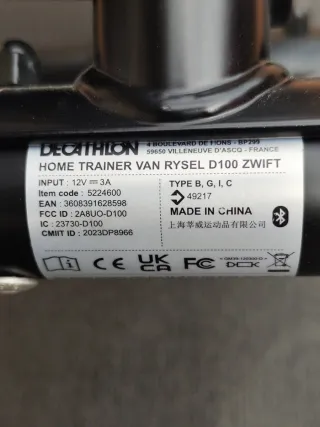 DECATHLON
4 BOULEVARD DE MONS - BP299
59650 VILLENEUVE D'ASCQ - FRANCE
HOME TRAINER VAN RYSEL D100 ZWIFT
INPUT : 12V ⎓ 3A
Item code : 5224600
EAN : 3608391628598
FCC ID : 2A8UO-D100
IC : 23730-D100
CMIIT ID : 2023DP8966
TYPE B, G, I, C
49217
MADE IN CHINA
上海莘威运动品有限公司
CE UK CA FC